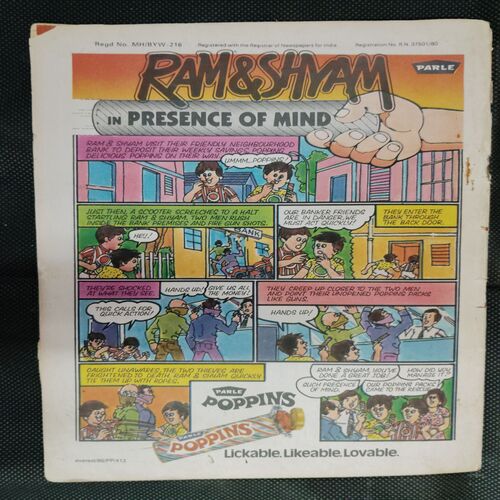 Regd No. MH/BYW-216 Registered with the Registrar of Newspapers for India. Registration No. R.N. 37501/80
RAM & SHYAM
PARLE
IN PRESENCE OF MIND
RAM & SHYAM VISIT THEIR FRIENDLY NEIGHBOURHOOD
BANK TO DEPOSIT THEIR WEEKLY SAVINGS POPPING
DELICIOUS POPPINS ON THEIR WAY.
UMMM...POPPINS!
JUST THEN, A SCOOTER SCREECHES TO A HALT
STARTLING RAM & SHYAM. TWO MEN RUSH
INSIDE THE BANK PREMISES AND FIRE GUN SHOTS.
HEY!
BANK
OUR BANKER FRIENDS
ARE IN DANGER, WE
MUST ACT QUICKLY!
THEY ENTER THE
BANK THROUGH
THE BACK DOOR.
THEY'RE SHOCKED
AT WHAT THEY SEE.
THIS CALLS FOR
QUICK ACTION!
HANDS UP!
GIVE US ALL
THE MONEY!
THEY CREEP UP CLOSER TO THE TWO MEN
AND POINT THEIR UNOPENED POPPINS PACKS
LIKE GUNS.
HANDS UP!
CAUGHT UNAWARES, THE TWO THIEVES ARE
FRIGHTENED TO DEATH. RAM & SHYAM QUICKLY
TIE THEM UP WITH ROPES.
PARLE
POPPINS
PARLE
POPPINS
RAM & SHYAM, YOU'VE
DONE A GREAT JOB!
SUCH PRESENCE
OF MIND.
HOW DID YOU
MANAGE IT?
OUR POPPINS PACKS
CAME TO THE RESCUE!
Lickable. Likeable. Lovable.